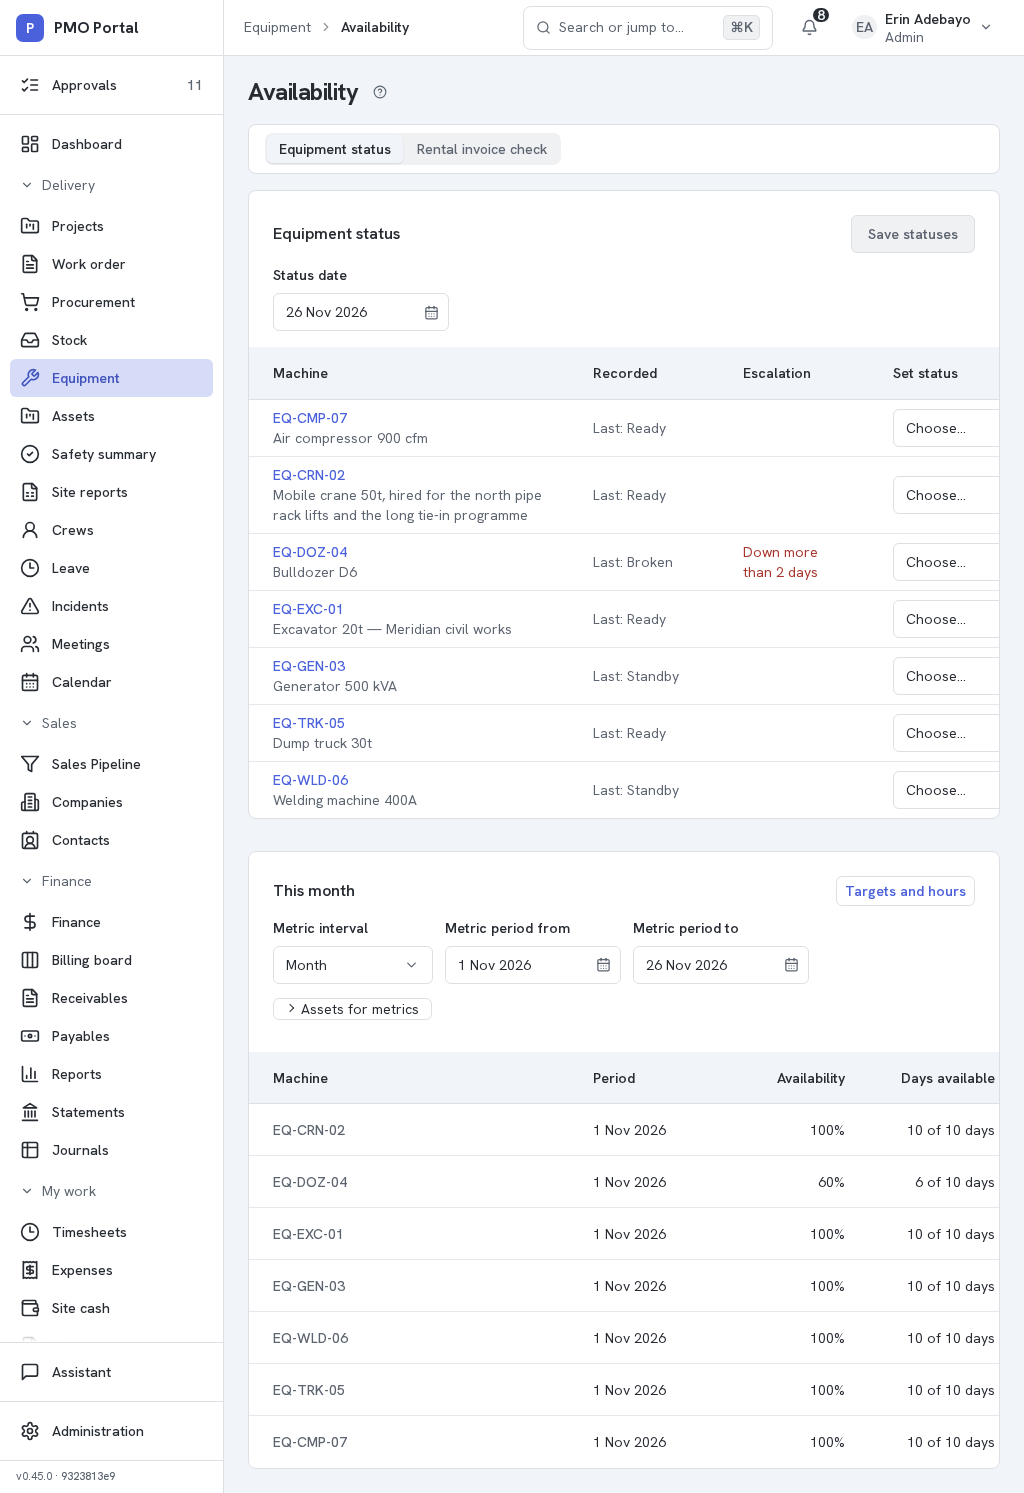 P PMO Portal
Equipment > Availability
Search or jump to... ⌘K
8
EA
Erin Adebayo
Admin
Approvals 11
Dashboard
Delivery
Projects
Work order
Procurement
Stock
Equipment
Assets
Safety summary
Site reports
Crews
Leave
Incidents
Meetings
Calendar
Sales
Sales Pipeline
Companies
Contacts
Finance
Finance
Billing board
Receivables
Payables
Reports
Statements
Journals
My work
Timesheets
Expenses
Site cash
Assistant
Administration
v0.45.0 · 9323813e9
Availability
Equipment status Rental invoice check
Equipment status Save statuses
Status date
26 Nov 2026
Machine Recorded Escalation Set status
EQ-CMP-07
Air compressor 900 cfm
Last: Ready
Choose...
EQ-CRN-02
Mobile crane 50t, hired for the north pipe
rack lifts and the long tie-in programme
Last: Ready
Choose...
EQ-DOZ-04
Bulldozer D6
Last: Broken
Down more
than 2 days
Choose...
EQ-EXC-01
Excavator 20t — Meridian civil works
Last: Ready
Choose...
EQ-GEN-03
Generator 500 kVA
Last: Standby
Choose...
EQ-TRK-05
Dump truck 30t
Last: Ready
Choose...
EQ-WLD-06
Welding machine 400A
Last: Standby
Choose...
This month Targets and hours
Metric interval Metric period from Metric period to
Month 1 Nov 2026 26 Nov 2026
Assets for metrics
Machine Period Availability Days available
EQ-CRN-02 1 Nov 2026 100% 10 of 10 days
EQ-DOZ-04 1 Nov 2026 60% 6 of 10 days
EQ-EXC-01 1 Nov 2026 100% 10 of 10 days
EQ-GEN-03 1 Nov 2026 100% 10 of 10 days
EQ-WLD-06 1 Nov 2026 100% 10 of 10 days
EQ-TRK-05 1 Nov 2026 100% 10 of 10 days
EQ-CMP-07 1 Nov 2026 100% 10 of 10 days